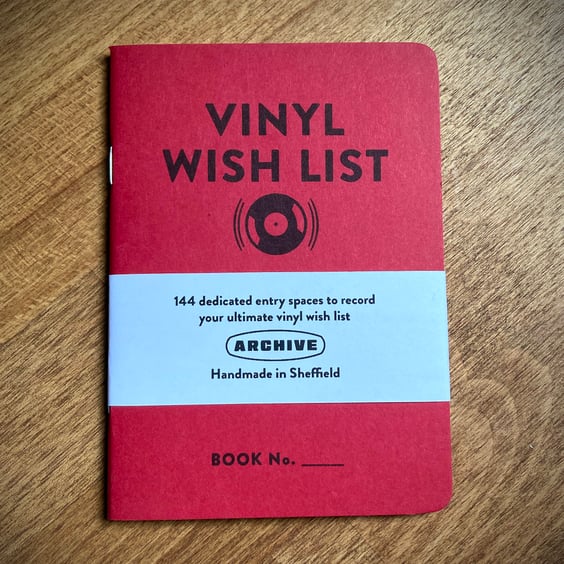 VINYL
WISH LIST
144 dedicated entry spaces to record
your ultimate vinyl wish list
ARCHIVE
Handmade in Sheffield
BOOK No. ____